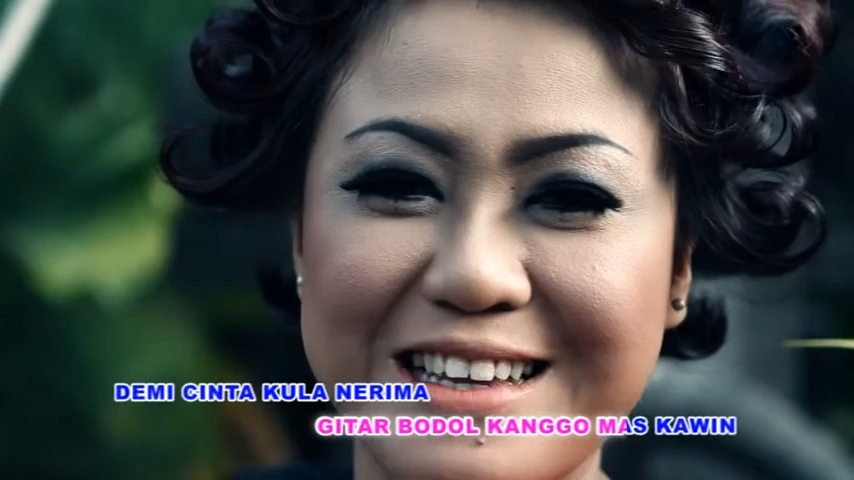 DEMI CINTA KULA NERIMA
GITAR BODOL KANGGO MAS KAWIN